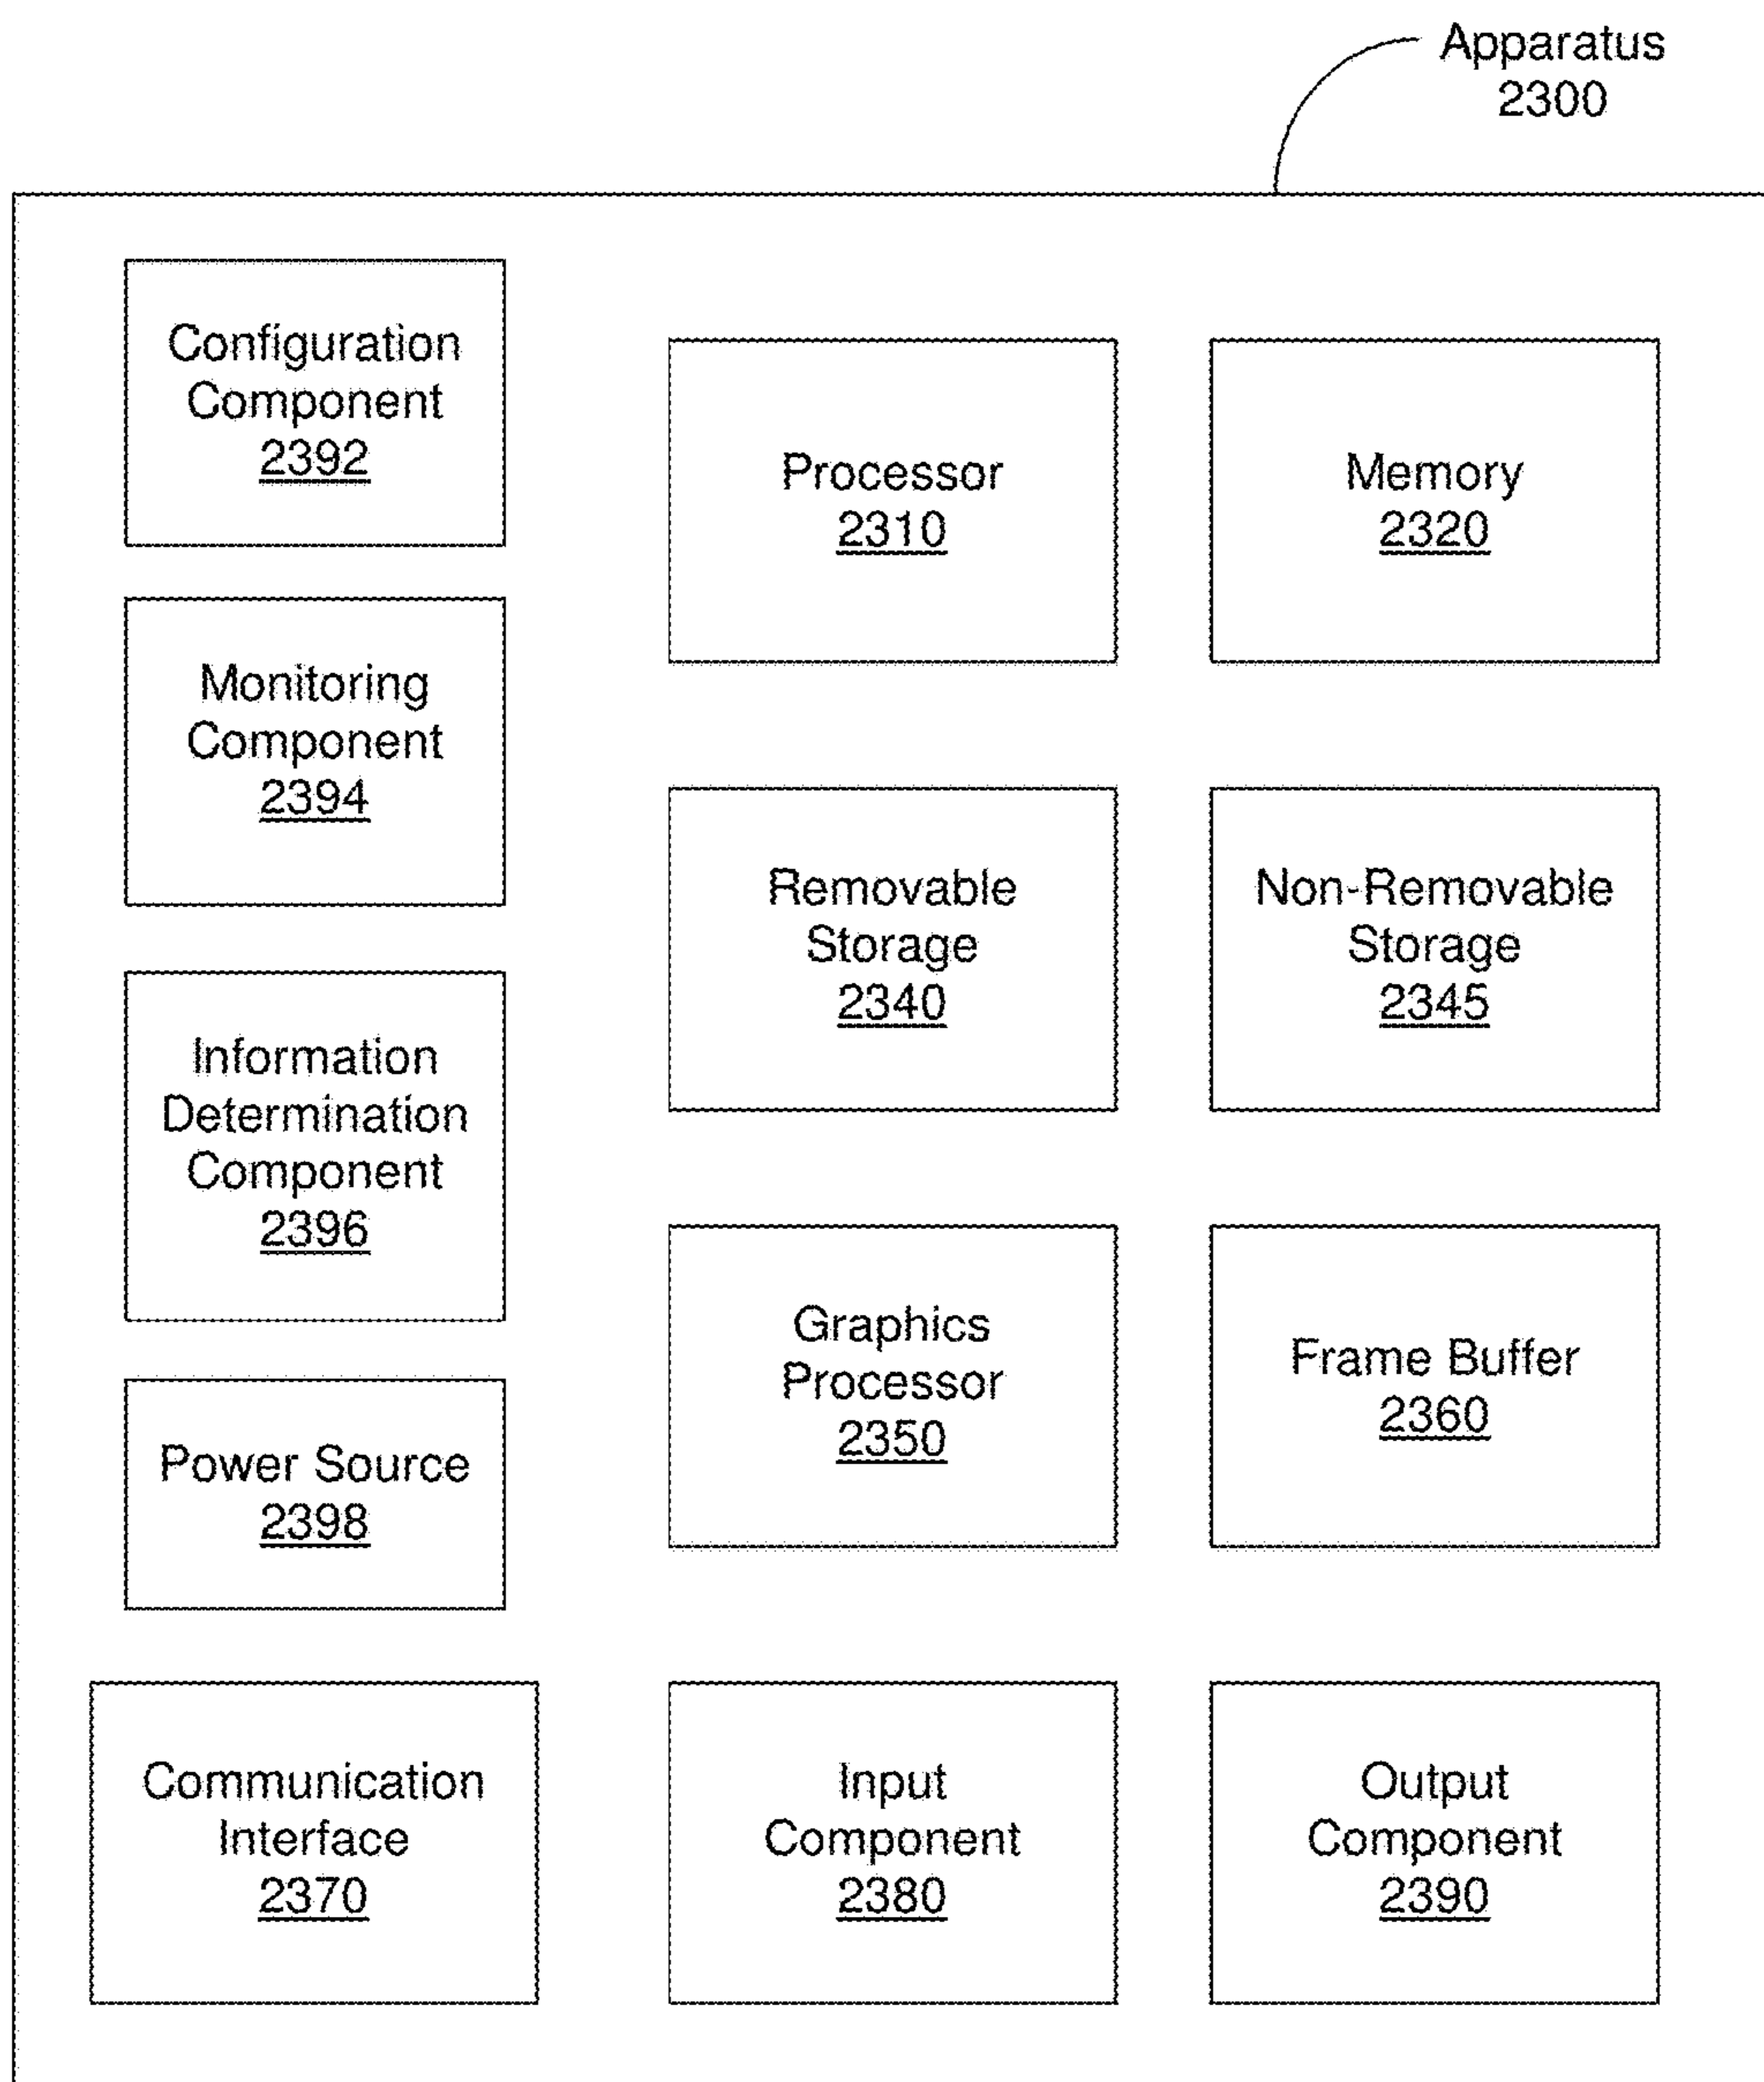 Apparatus
2300
Configuration
Component
2392
Processor
2310
Memory
2320
Monitoring
Component
2394
Removable
Storage
2340
Non-Removable
Storage
2345
Information
Determination
Component
2396
Graphics
Processor
2350
Frame Buffer
2360
Power Source
2398
Communication
Interface
2370
Input
Component
2380
Output
Component
2390